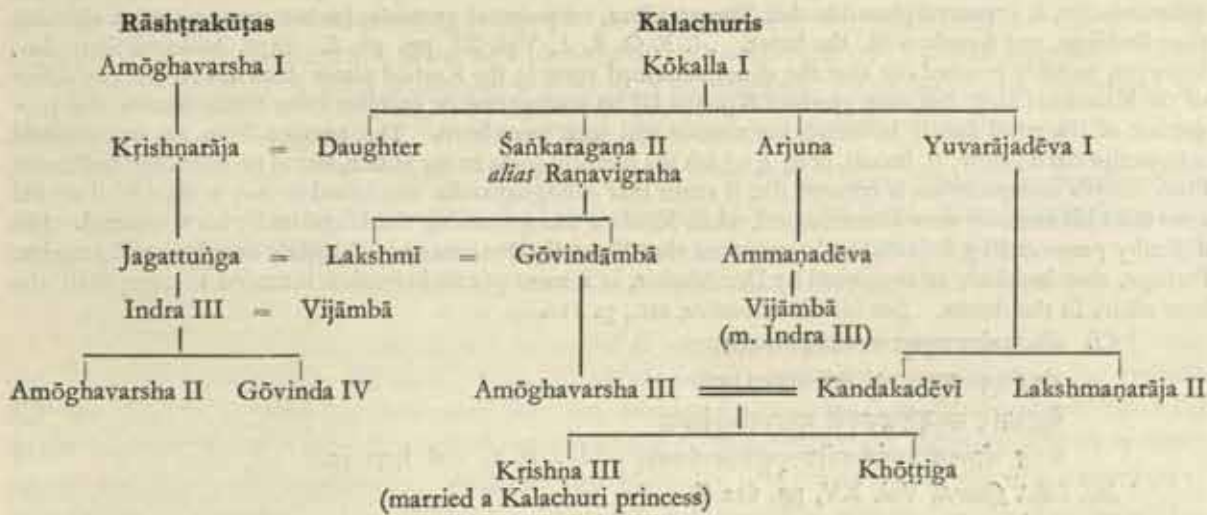 Rāshṭrakūṭas Kalachuris
Amōghavarsha I Kōkalla I
Krishṇarāja = Daughter Śaṅkaragaṇa II Arjuna Yuvarājadēva I
alias Raṇavigraha
Jagattuṅga = Lakshmī = Gōvindāmbā Ammaṇadēva
Indra III = Vijāmbā Vijāmbā
(m. Indra III)
Amōghavarsha II Gōvinda IV Amōghavarsha III Kandakadēvī Lakshmaṇarāja II
Kṛishṇa III Khōṭṭiga
(married a Kalachuri princess)